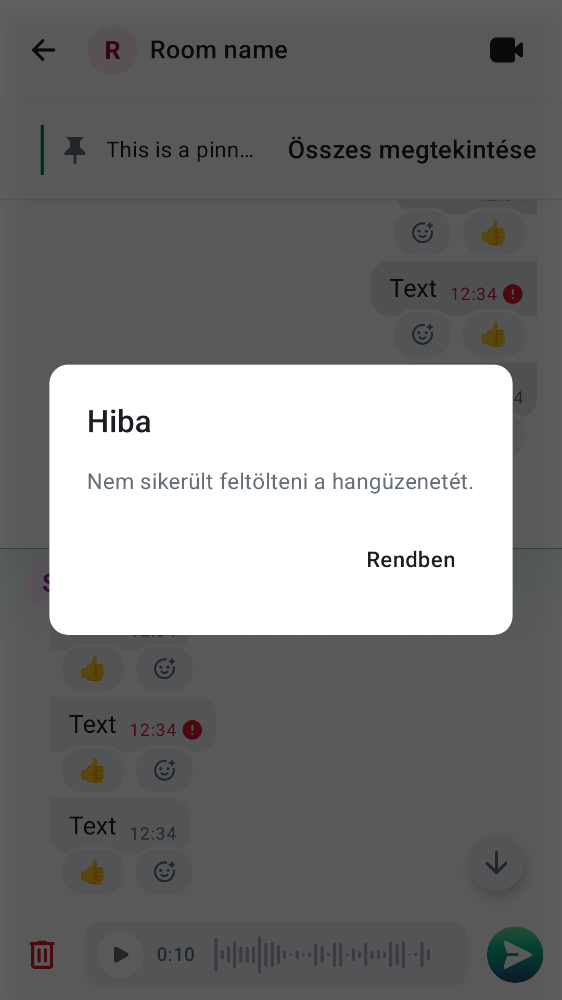 R Room name
This is a pinn... Összes megtekintése
Text 12:34
Hiba
Nem sikerült feltölteni a hangüzenetét.
Rendben
Text 12:34
Text 12:34
0:10